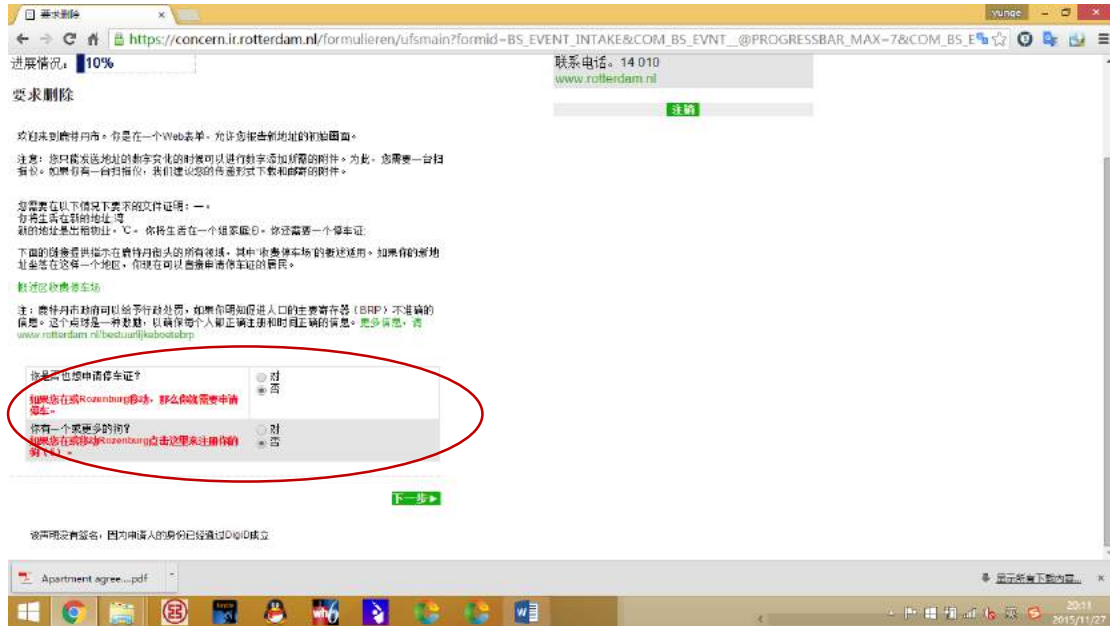 要求删除
yunge
https://concern.ir.rotterdam.nl/formulieren/ufsmain?formid=BS_EVENT_INTAKE&COM_BS_EVNT__@PROGRESSBAR_MAX=7&COM_BS_E
进展情况: 10%
联系电话。14 010
www.rotterdam.nl
注销
要求删除
欢迎来到鹿特丹市。你是在一个Web表单，允许您报告新地址的初始画面。
注意：您只能发送地址的数字变化的时候可以进行数字添加所需的附件。为此，您需要一台扫
描仪。如果没有一台扫描仪，我们建议您的传递形式下载和邮寄的附件。
您需要在以下情况下要求的文件证明：一。
你将生活在新的地址;湾
新的地址是出租物业。℃。你将生活在一个
你还需要一个停车证;
下面的链接提供指示在鹿特丹街头的所有领域，其中"收费停车场"的概述适用。如果你的新地
址坐落在这样一个地区，你现在可以直接申请停车证的居民。
概述区收费停车场
注：鹿特丹市政府可以给予行政处罚，如果你明知促进人口的主要寄存器（BRP）不准确的
信息。这个点球是一种激励，以确保每个人都正确注册和时间正确的信息。更多信息，请
www.rotterdam.nl/bestuurlijkeboetebrp
你是否也想申请停车证?
对
否
如果您在或Rozenburg移动，那么你就需要申请
停车。
你有一个或更多的狗?
对
否
如果您在或移动Rozenburg点击这里来注册你的
狗（S）。
下一步
该声明没有签名，因为申请人的身份已经通过DigiD成立
Apartment agree....pdf
显示所有下载内容...
20:11
2015/11/27